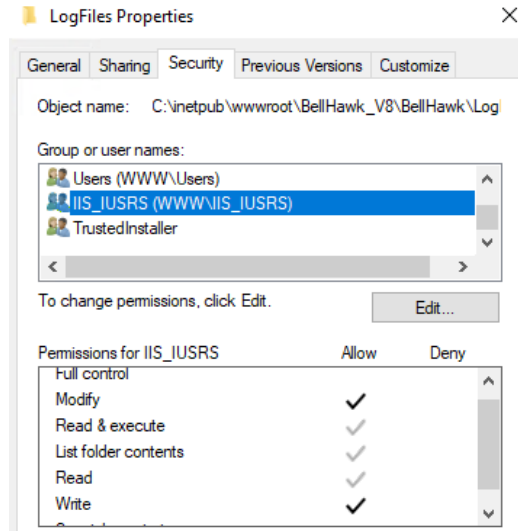 LogFiles Properties
General Sharing Security Previous Versions Customize
Object name: C:\inetpub\wwwroot\BellHawk_V8\BellHawk\Log
Group or user names:
Users (WWW\Users)
IIS_IUSRS (WWW\IIS_IUSRS)
TrustedInstaller
To change permissions, click Edit.
Edit...
Permissions for IIS_IUSRS Allow Deny
Full control
Modify
Read & execute
List folder contents
Read
Write